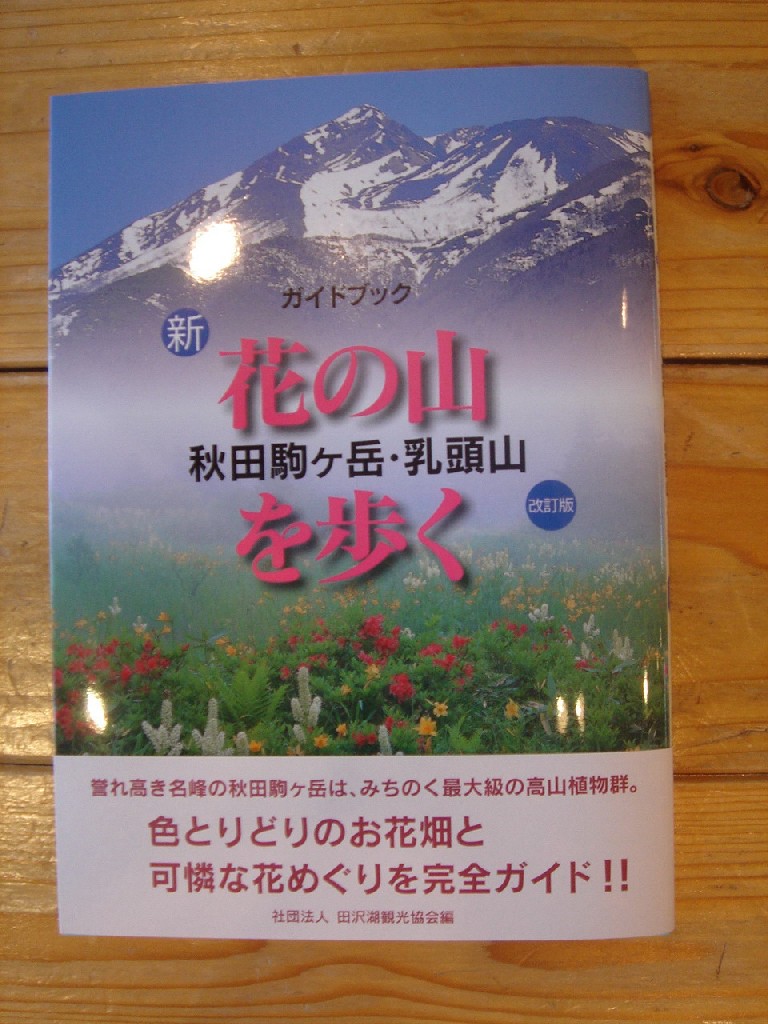 ガイドブック
新
花の山
秋田駒ヶ岳・乳頭山
を歩く
改訂版
誉れ高き名峰の秋田駒ヶ岳は、みちのく最大級の高山植物群。
色とりどりのお花畑と
可憐な花めぐりを完全ガイド!!
社団法人 田沢湖観光協会編